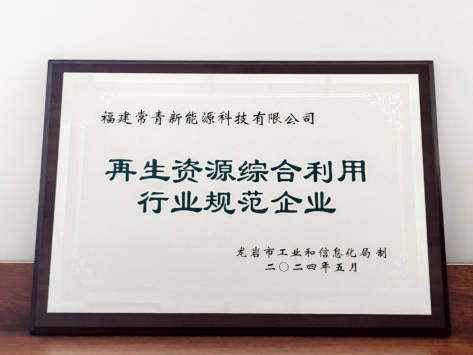 福建常青新能源科技有限公司
再生资源综合利用
行业规范企业
龙岩市工业和信息化局 制
二〇二四年五月